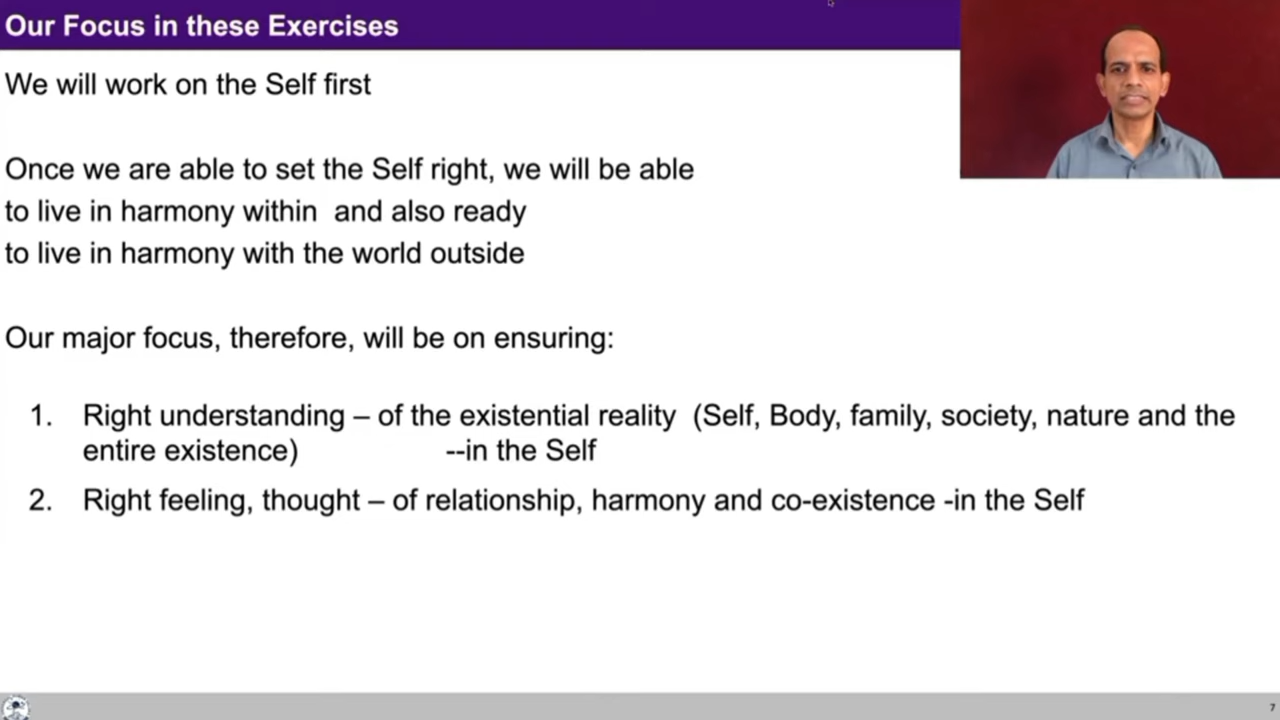 Our Focus in these Exercises
We will work on the Self first
Once we are able to set the Self right, we will be able
to live in harmony within and also ready
to live in harmony with the world outside
Our major focus, therefore, will be on ensuring:
1. Right understanding – of the existential reality (Self, Body, family, society, nature and the
entire existence) --in the Self
2. Right feeling, thought – of relationship, harmony and co-existence -in the Self
7